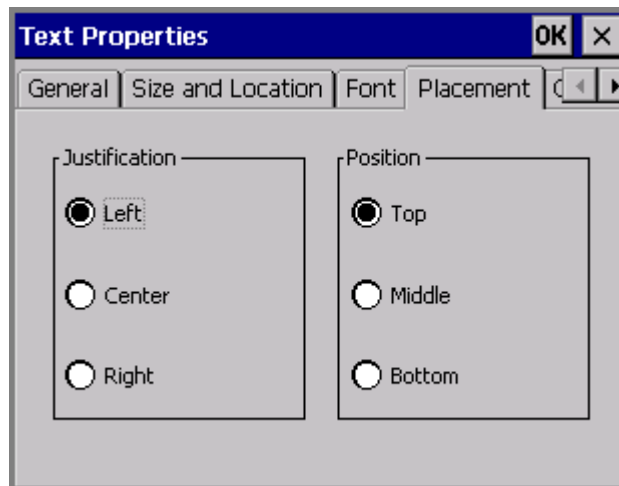 Text Properties OK ×
General Size and Location Font Placement
Justification Position
Left Top
Center Middle
Right Bottom